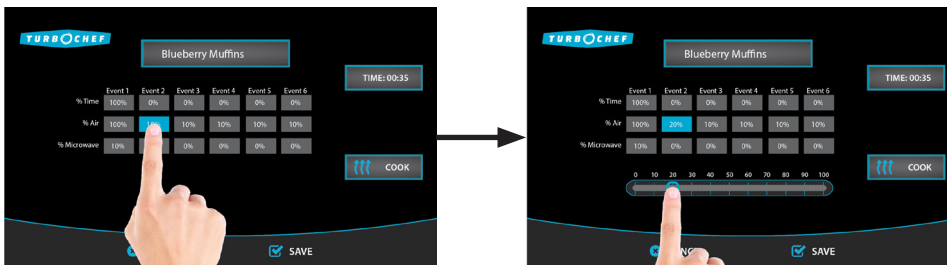 TURBOCHEF
Blueberry Muffins
TIME: 00:35
Event 1 Event 2 Event 3 Event 4 Event 5 Event 6
% Time 100% 0% 0% 0% 0% 0%
% Air 100% 10% 10% 10% 10%
% Microwave 10% 0% 0% 0% 0%
COOK
SAVE
TURBOCHEF
Blueberry Muffins
TIME: 00:35
Event 1 Event 2 Event 3 Event 4 Event 5 Event 6
% Time 100% 0% 0% 0% 0% 0%
% Air 100% 20% 10% 10% 10% 10%
% Microwave 10% 0% 0% 0% 0% 0%
COOK
0 10 20 30 40 50 60 70 80 90 100
SAVE